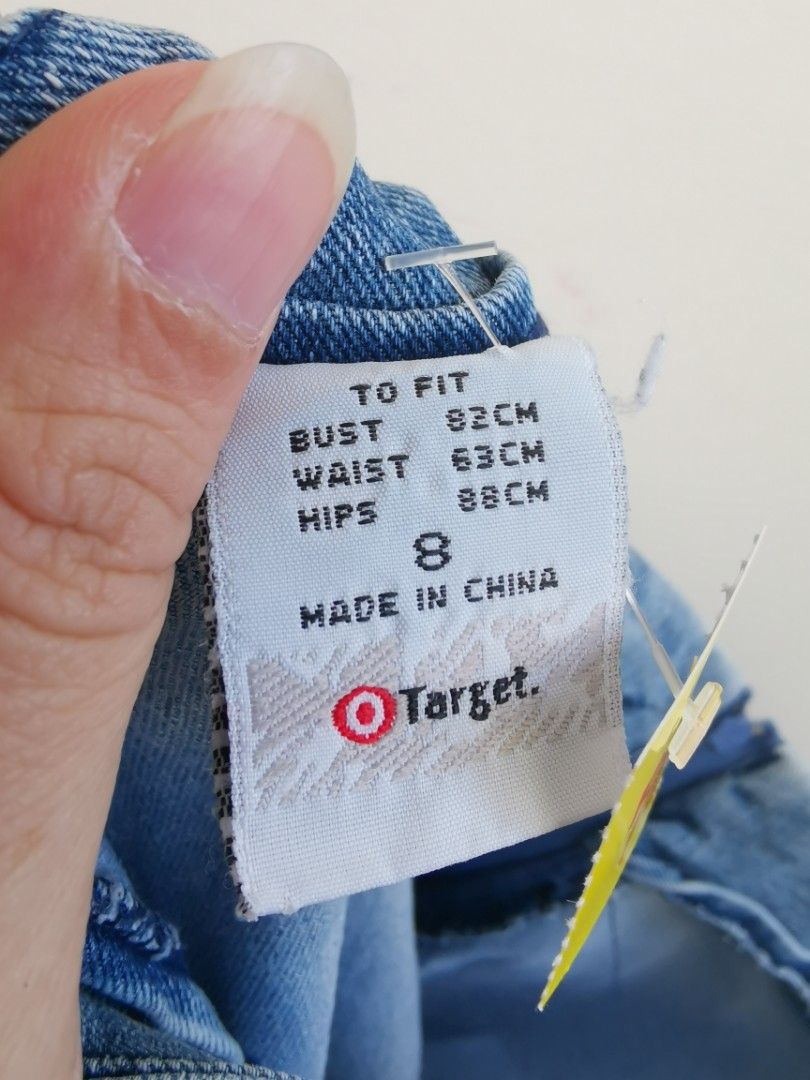 TO FIT
BUST 82CM
WAIST 63CM
HIPS 88CM
8
MADE IN CHINA
Target.